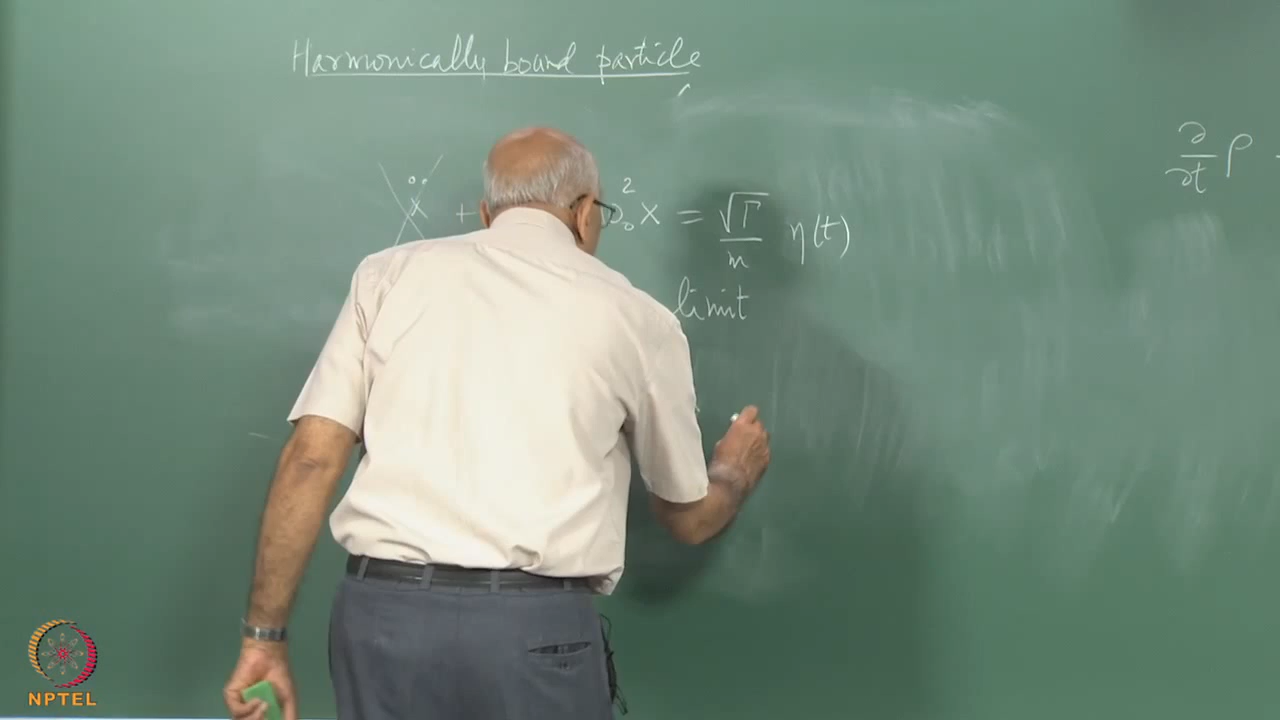 Harmonically bound particle
ẍ + ω₀² x = √Γ/m η(t)
limit
∂/∂t ρ
NPTEL